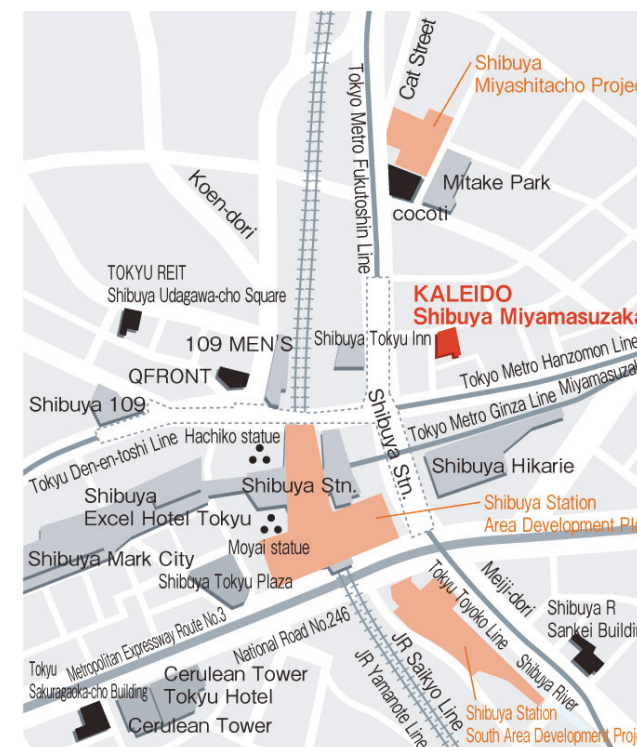 Cat Street
Shibuya
Miyashitacho Projec
Tokyo Metro Fukutoshin Line
Mitake Park
cocoti
Koen-dori
TOKYU REIT
Shibuya Udagawa-cho Square
KALEIDO
Shibuya Miyamasuzaka
109 MEN'S
Shibuya Tokyu Inn
QFRONT
Tokyo Metro Hanzomon Line
Miyamasuzak
Shibuya 109
Tokyo Metro Ginza Line
Shibuya Stn.
Tokyu Den-en-toshi Line
Hachiko statue
Shibuya Hikarie
Shibuya Stn.
Shibuya
Excel Hotel Tokyu
Shibuya Station
Area Development Pla
Moyai statue
Shibuya Mark City
Shibuya Tokyu Plaza
Meiji-dori
Tokyu Toyoko Line
Shibuya R
Sankei Buildin
Metropolitan Expressway Route No.3
National Road No.246
JR Saikyo Line
JR Yamanote Line
Shibuya River
Tokyu
Sakuragaoka-cho Building
Cerulean Tower
Tokyu Hotel
Cerulean Tower
Shibuya Station
South Area Development Proje